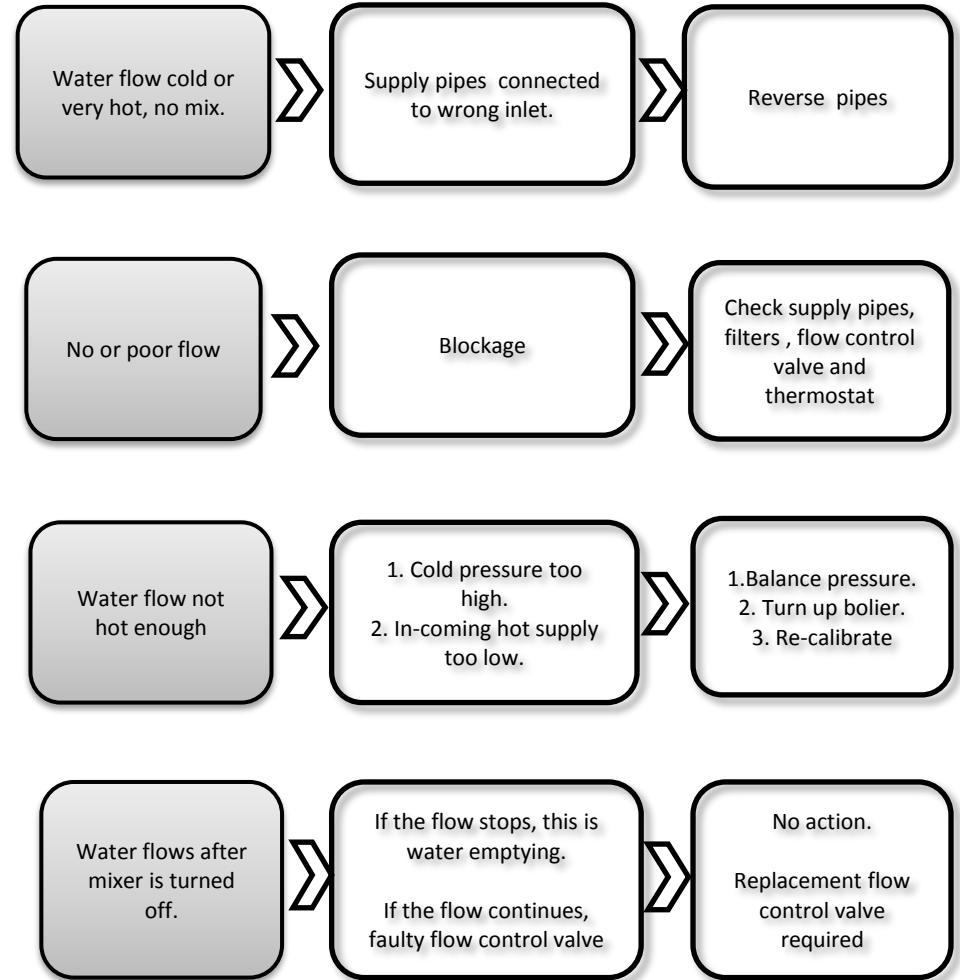 Water flow cold or
very hot, no mix.
Supply pipes connected
to wrong inlet.
Reverse pipes
No or poor flow
Blockage
Check supply pipes,
filters , flow control
valve and
thermostat
Water flow not
hot enough
1. Cold pressure too
high.
2. In-coming hot supply
too low.
1.Balance pressure.
2. Turn up bolier.
3. Re-calibrate
Water flows after
mixer is turned
off.
If the flow stops, this is
water emptying.
If the flow continues,
faulty flow control valve
No action.
Replacement flow
control valve
required